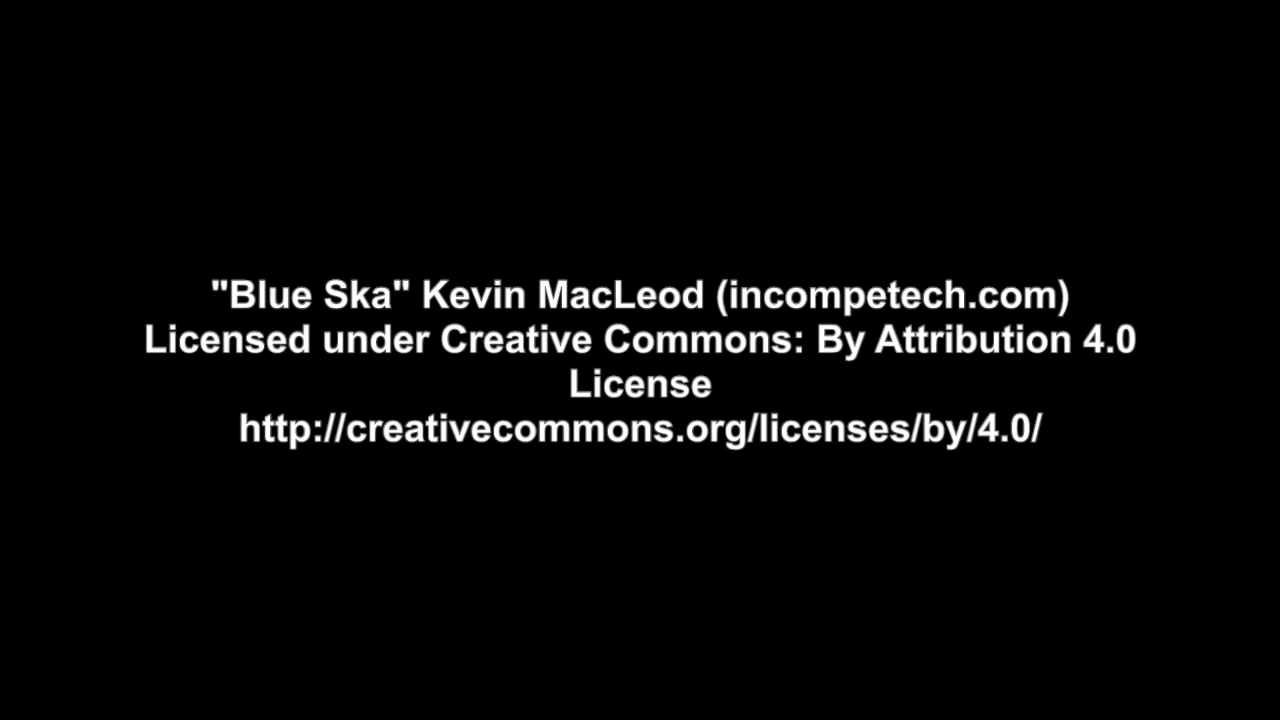 "Blue Ska" Kevin MacLeod (incompetech.com)
Licensed under Creative Commons: By Attribution 4.0
License
http://creativecommons.org/licenses/by/4.0/